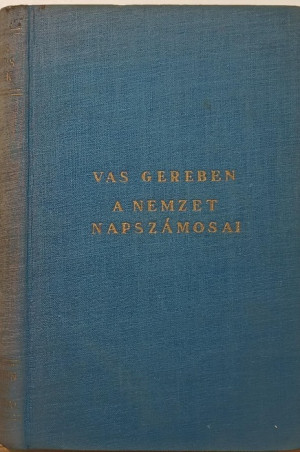 VAS GEREBEN
A NEMZET
NAPSZÁMOSAI